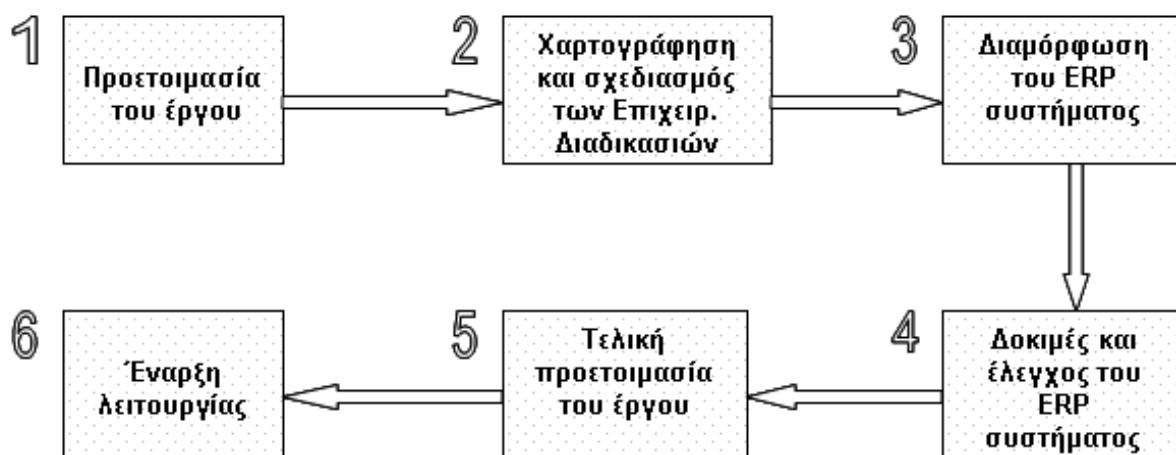 1
Προετοιμασία
του έργου
2
Χαρτογράφηση
και σχεδιασμός
των Επιχειρ.
Διαδικασιών
3
Διαμόρφωση
του ERP
συστήματος
4
Δοκιμές και
έλεγχος του
ERP
συστήματος
5
Τελική
προετοιμασία
του έργου
6
Έναρξη
λειτουργίας